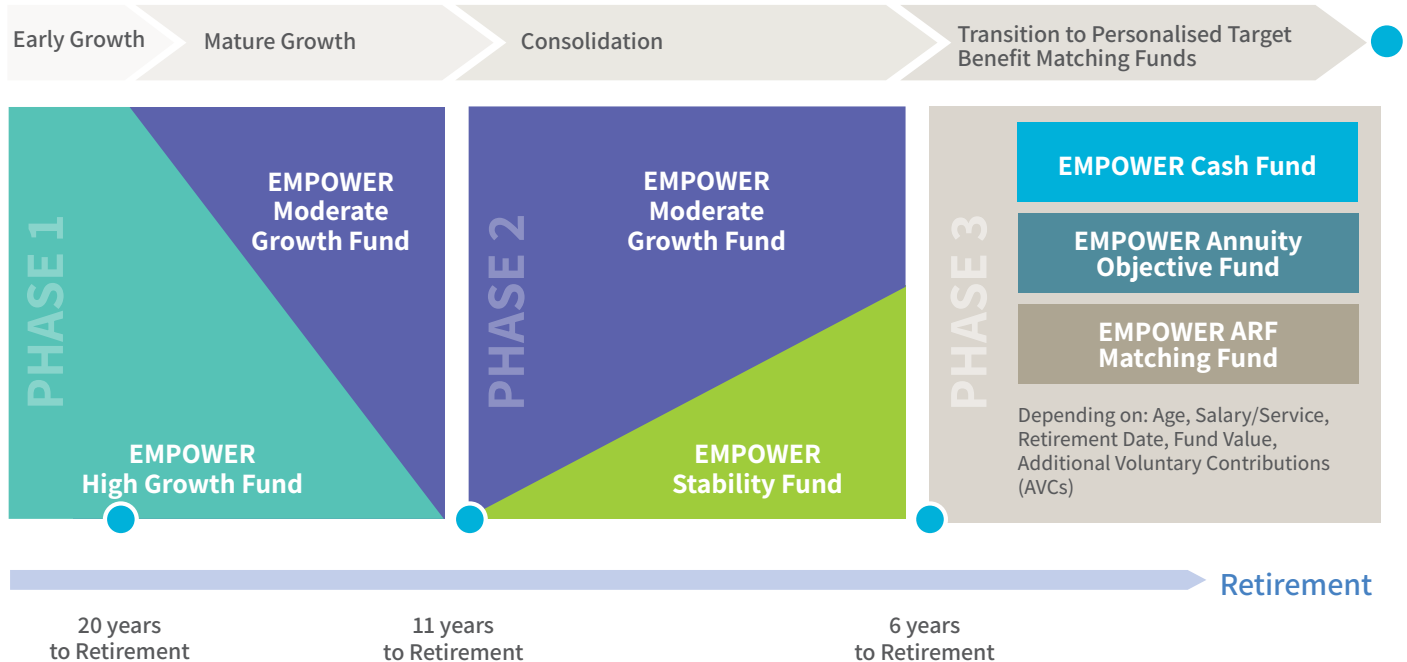 Early Growth
Mature Growth
Consolidation
Transition to Personalised Target
Benefit Matching Funds
PHASE 1
EMPOWER
Moderate
Growth Fund
EMPOWER
High Growth Fund
PHASE 2
EMPOWER
Moderate
Growth Fund
EMPOWER
Stability Fund
PHASE 3
EMPOWER Cash Fund
EMPOWER Annuity
Objective Fund
EMPOWER ARF
Matching Fund
Depending on: Age, Salary/Service,
Retirement Date, Fund Value,
Additional Voluntary Contributions
(AVCs)
Retirement
20 years
to Retirement
11 years
to Retirement
6 years
to Retirement